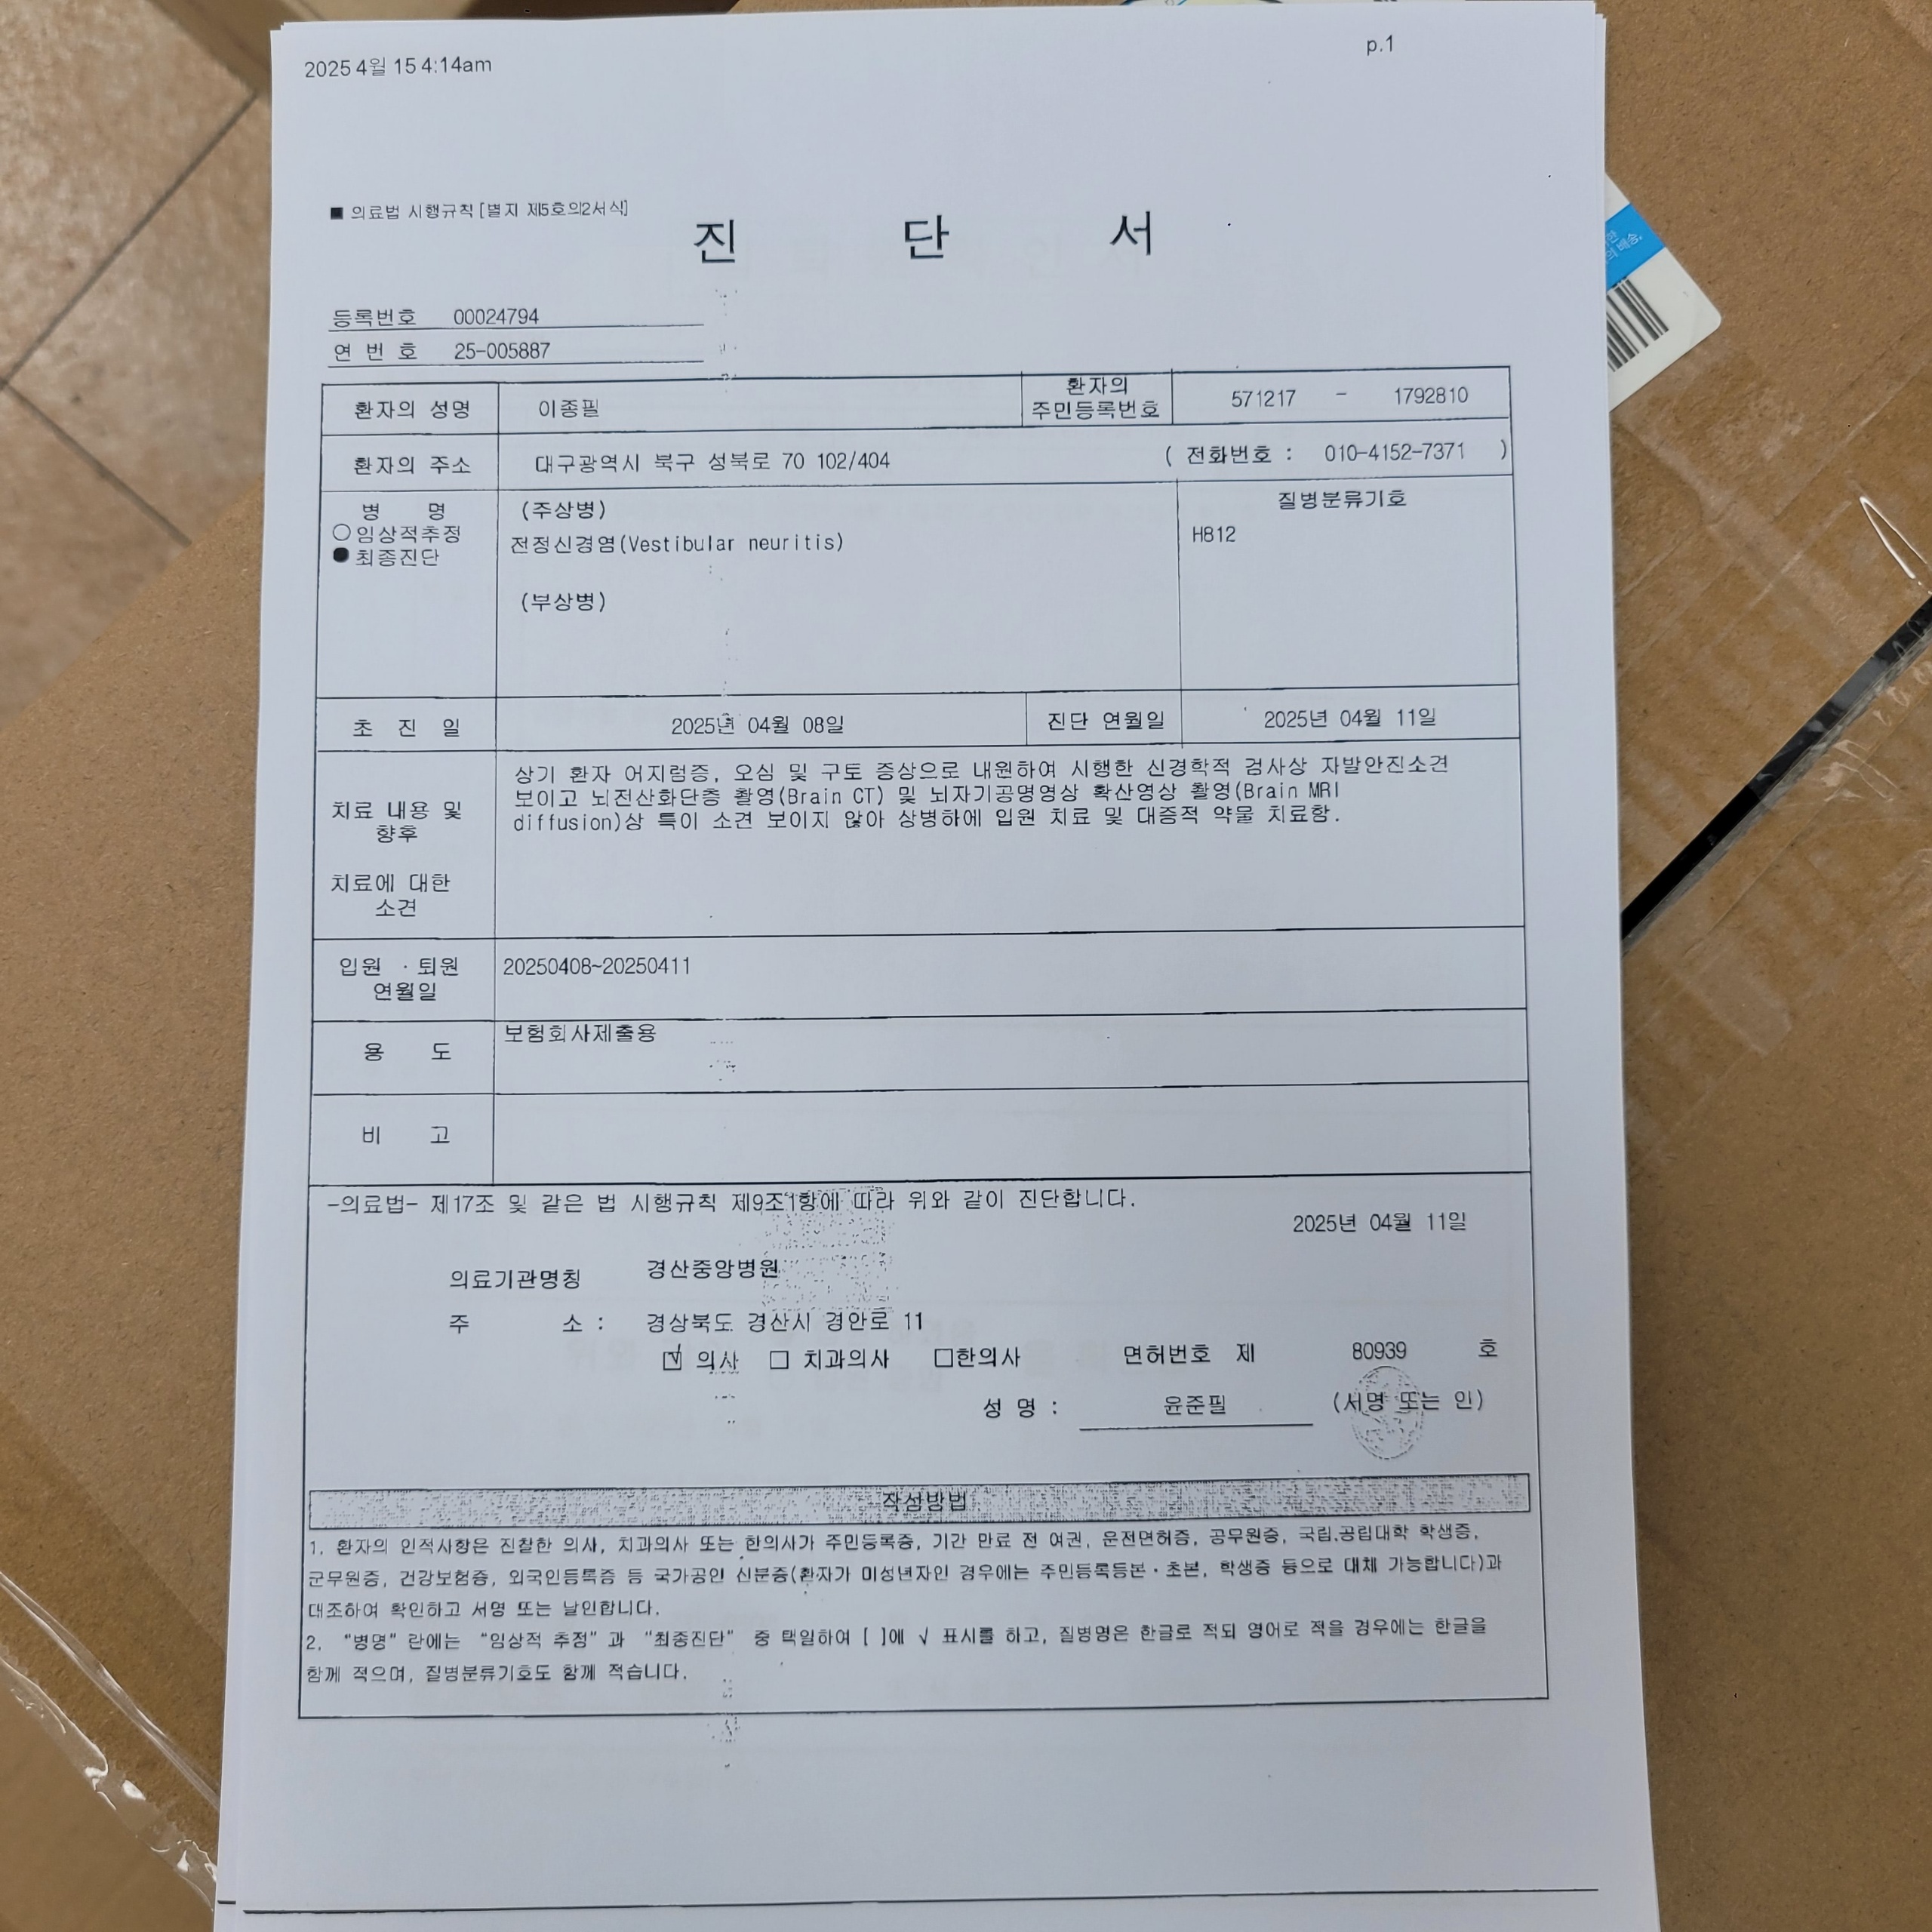 2025 4월 15 4:14am
p.1
■ 의료법 시행규칙 [별지 제5호의2서식]
진 단 서
등록번호 00024794
연 번 호 25-005887
환자의 성명 이종필 환자의 주민등록번호 571217 - 1792810
환자의 주소 대구광역시 북구 성북로 70 102/404 ( 전화번호 : 010-4152-7371 )
병 명 (주상병) 질병분류기호
○임상적추정
●최종진단
전정신경염(Vestibular neuritis) H812
(부상병)
초 진 일 2025년 04월 08일 진단 연월일 2025년 04월 11일
치료 내용 및
향후
치료에 대한
소견
상기 환자 어지럼증, 오심 및 구토 증상으로 내원하여 시행한 신경학적 검사상 자발안진소견
보이고 뇌전산화단층 촬영(Brain CT) 및 뇌자기공명영상 확산영상 촬영(Brain MRI
diffusion)상 특이 소견 보이지 않아 상병하에 입원 치료 및 대증적 약물 치료함.
입원 · 퇴원
연월일
20250408~20250411
용 도 보험회사제출용
비 고
-의료법- 제17조 및 같은 법 시행규칙 제9조1항에 따라 위와 같이 진단합니다.
2025년 04월 11일
의료기관명칭 경산중앙병원
주 소 : 경상북도 경산시 경안로 11
☑ 의사 □ 치과의사 □한의사 면허번호 제 80939 호
성 명 : 윤준필 (서명 또는 인)
작성방법
1. 환자의 인적사항은 진찰한 의사, 치과의사 또는 한의사가 주민등록증, 기간 만료 전 여권, 운전면허증, 공무원증, 국립.공립대학 학생증,
군무원증, 건강보험증, 외국인등록증 등 국가공인 신분증(환자가 미성년자인 경우에는 주민등록등본·초본, 학생증 등으로 대체 가능합니다)과
대조하여 확인하고 서명 또는 날인합니다.
2. “병명” 란에는 “임상적 추정” 과 “최종진단” 중 택일하여 [ ]에 √ 표시를 하고, 질병명은 한글로 적되 영어로 적을 경우에는 한글을
함께 적으며, 질병분류기호도 함께 적습니다.